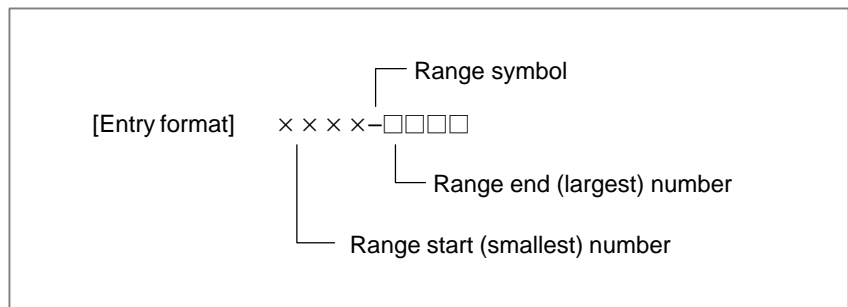 Range symbol
[Entry format] ××××–□□□□
Range end (largest) number
Range start (smallest) number